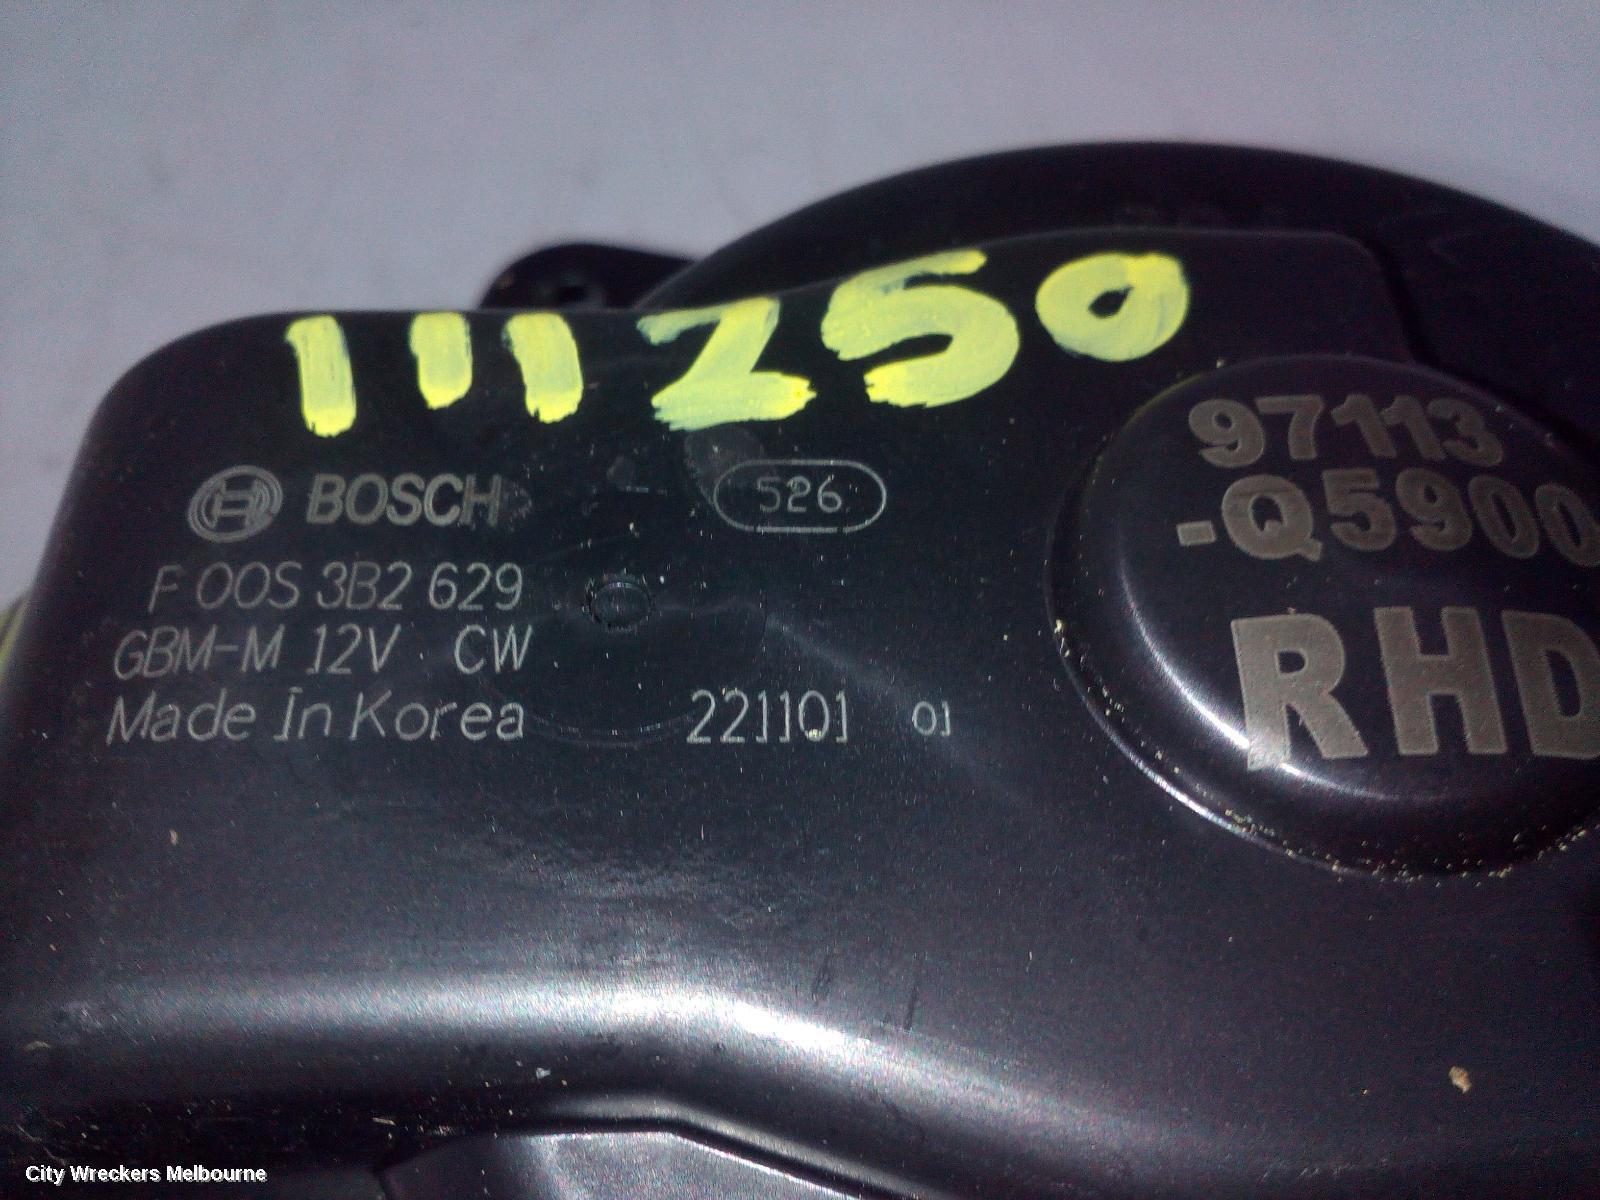 111250
BOSCH
526
F 00S 3B2 629
GBM-M 12V CW
Made In Korea
221101 01
97113
-Q5900
RHD
City Wreckers Melbourne